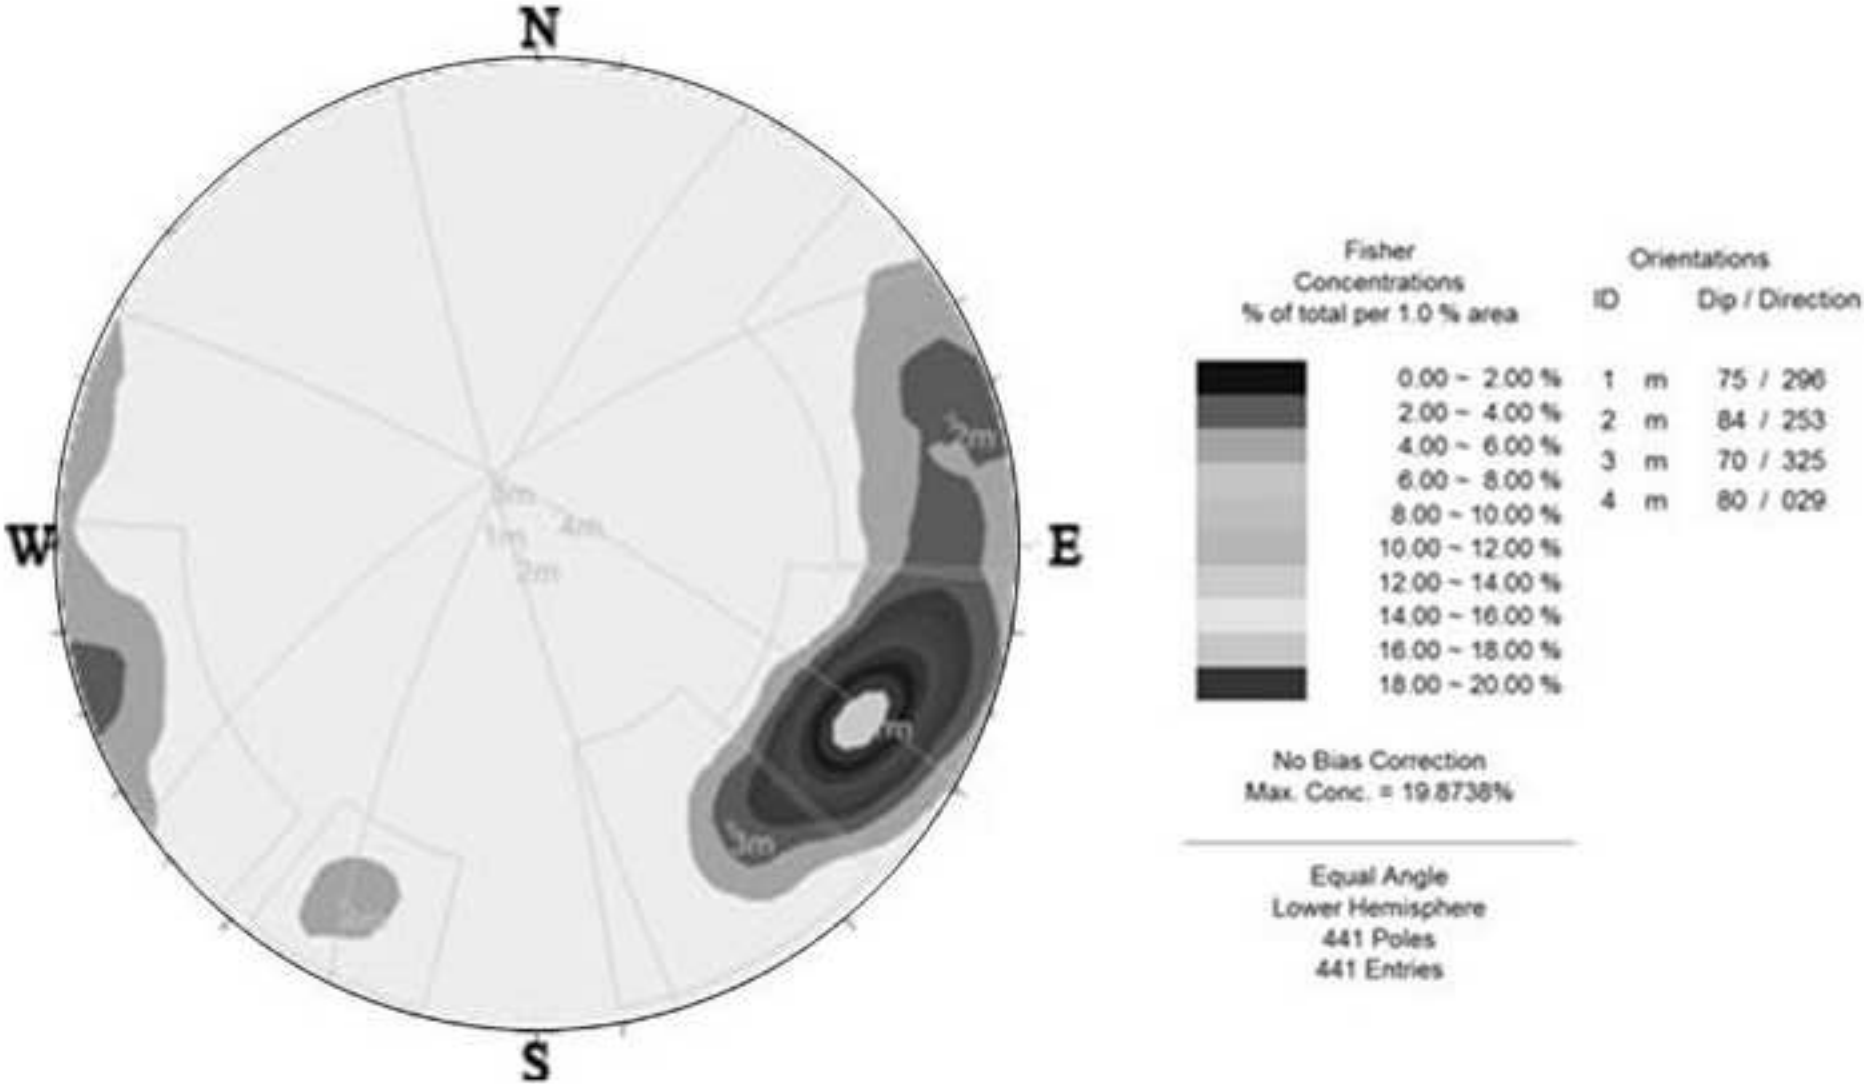 N
W
E
S
2m
3m
4m
1m
2m
3m
Fisher
Concentrations
% of total per 1.0 % area
0.00 ~ 2.00 %
2.00 ~ 4.00 %
4.00 ~ 6.00 %
6.00 ~ 8.00 %
8.00 ~ 10.00 %
10.00 ~ 12.00 %
12.00 ~ 14.00 %
14.00 ~ 16.00 %
16.00 ~ 18.00 %
18.00 ~ 20.00 %
No Bias Correction
Max. Conc. = 19.8738%
Equal Angle
Lower Hemisphere
441 Poles
441 Entries
Orientations
ID Dip / Direction
1 m 75 / 296
2 m 84 / 253
3 m 70 / 325
4 m 80 / 029